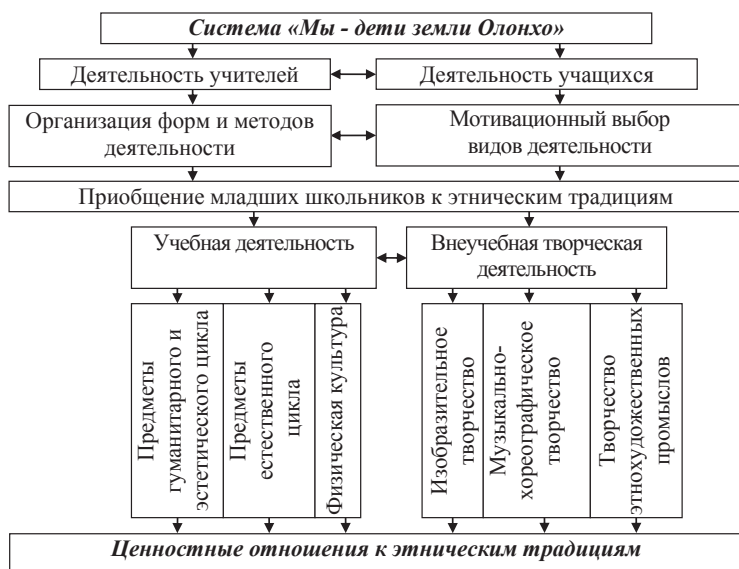 Система «Мы - дети земли Олонхо»
Деятельность учителей
Деятельность учащихся
Организация форм и методов
деятельности
Мотивационный выбор
видов деятельности
Приобщение младших школьников к этническим традициям
Учебная деятельность
Внеучебная творческая
деятельность
Предметы
гуманитарного и
эстетического цикла
Предметы
естественного
цикла
Физическая культура
Изобразительное
творчество
Музыкально-
хореографическое
творчество
Творчество
этнохудожественных
промыслов
Ценностные отношения к этническим традициям